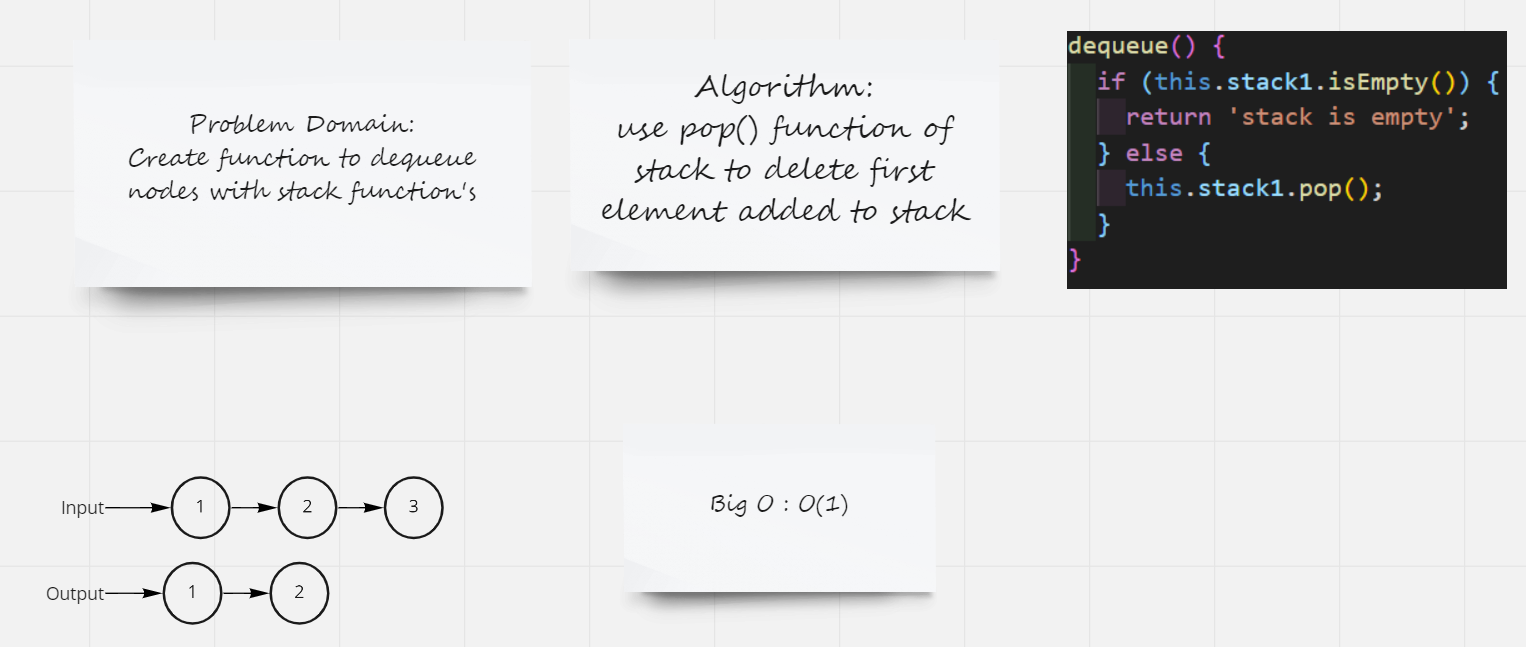 Problem Domain:
Create function to dequeue
nodes with stack function's
Algorithm:
use pop() function of
stack to delete first
element added to stack
dequeue() {
if (this.stack1.isEmpty()) {
return 'stack is empty';
} else {
this.stack1.pop();
}
}
Input 1 2 3
Output 1 2
Big O : O(1)